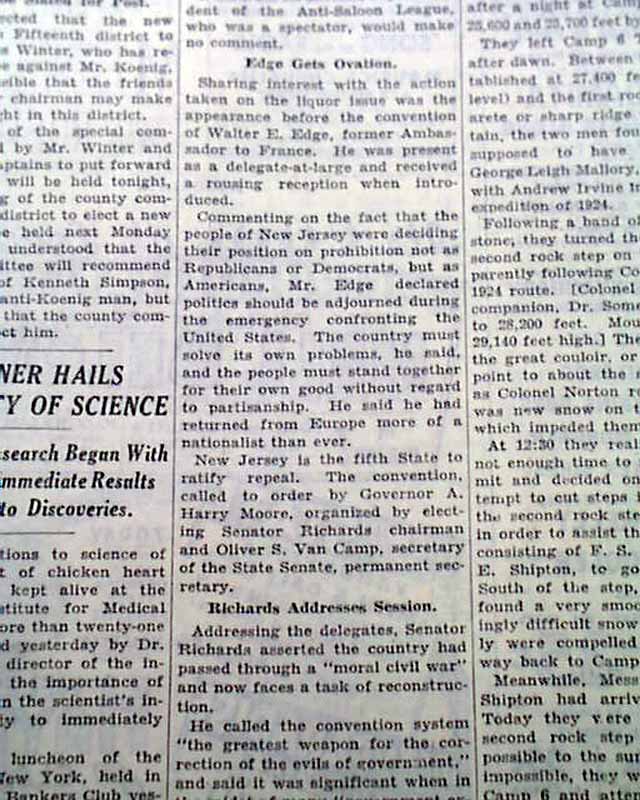 ected that the new
Fifteenth district to
s Winter, who has re-
e against Mr. Koenig,
sible that the friends
r chairman may make
ght in this district.
of the special com-
d by Mr. Winter and
aptains to put forward
will be held tonight,
g of the county com-
district to elect a new
e held next Monday
understood that the
ittee will recommend
of Kenneth Simpson,
anti-Koenig man, but
that the county com-
ect him.
NER HAILS
TY OF SCIENCE
search Begun With
mmediate Results
to Discoveries.
tions to science of
t of chicken heart
kept alive at the
stitute for Medical
ore than twenty-one
d yesterday by Dr.
director of the in-
the importance of
n the scientist's in-
ly to immediately
luncheon of the
New York, held in
Bankers Club yes-
dent of the Anti-Saloon League,
who was a spectator, would make
no comment.
Edge Gets Ovation.
Sharing interest with the action
taken on the liquor issue was the
appearance before the convention
of Walter E. Edge, former Ambas-
sador to France. He was present
as a delegate-at-large and received
a rousing reception when intro-
duced.
Commenting on the fact that the
people of New Jersey were deciding
their position on prohibition not as
Republicans or Democrats, but as
Americans, Mr. Edge declared
politics should be adjourned during
the emergency confronting the
United States. The country must
solve its own problems, he said,
and the people must stand together
for their own good without regard
to partisanship. He said he had
returned from Europe more of a
nationalist than ever.
New Jersey is the fifth State to
ratify repeal. The convention,
called to order by Governor A.
Harry Moore, organized by elect-
ing Senator Richards chairman
and Oliver S. Van Camp, secretary
of the State Senate, permanent sec-
retary.
Richards Addresses Session.
Addressing the delegates, Senator
Richards asserted the country had
passed through a "moral civil war"
and now faces a task of reconstruc-
tion.
He called the convention system
"the greatest weapon for the cor-
rection of the evils of government,"
and said it was significant when in
after a night at Camp
25,600 and 25,700 feet by
They left Camp 6
after dawn. Between
tablished at 27,400 f
level) and the first roc
arete or sharp ridge
tain, the two men fou
supposed to have
George Leigh Mallory,
with Andrew Irvine
expedition of 1924.
Following a band of
stone, they turned th
second rock step on
parently following Co
1924 route. [Colonel
companion, Dr. Somer
to 28,200 feet. Mou
29,140 feet high.] The
the great couloir, or
point to about the s
as Colonel Norton re
was new snow on
which impeded them
At 12:30 they reali
not enough time to
mit and decided on
tempt to cut steps
the second rock ste
in order to assist th
consisting of F. S.
E. Shipton, to go
South of the step,
found a very smo
ingly difficult snow
ly were compelled
way back to Camp
Meanwhile, Mess
Shipton had arriv
Today they were
second rock step
possible to the su
impossible, they w
Camp 6 and after